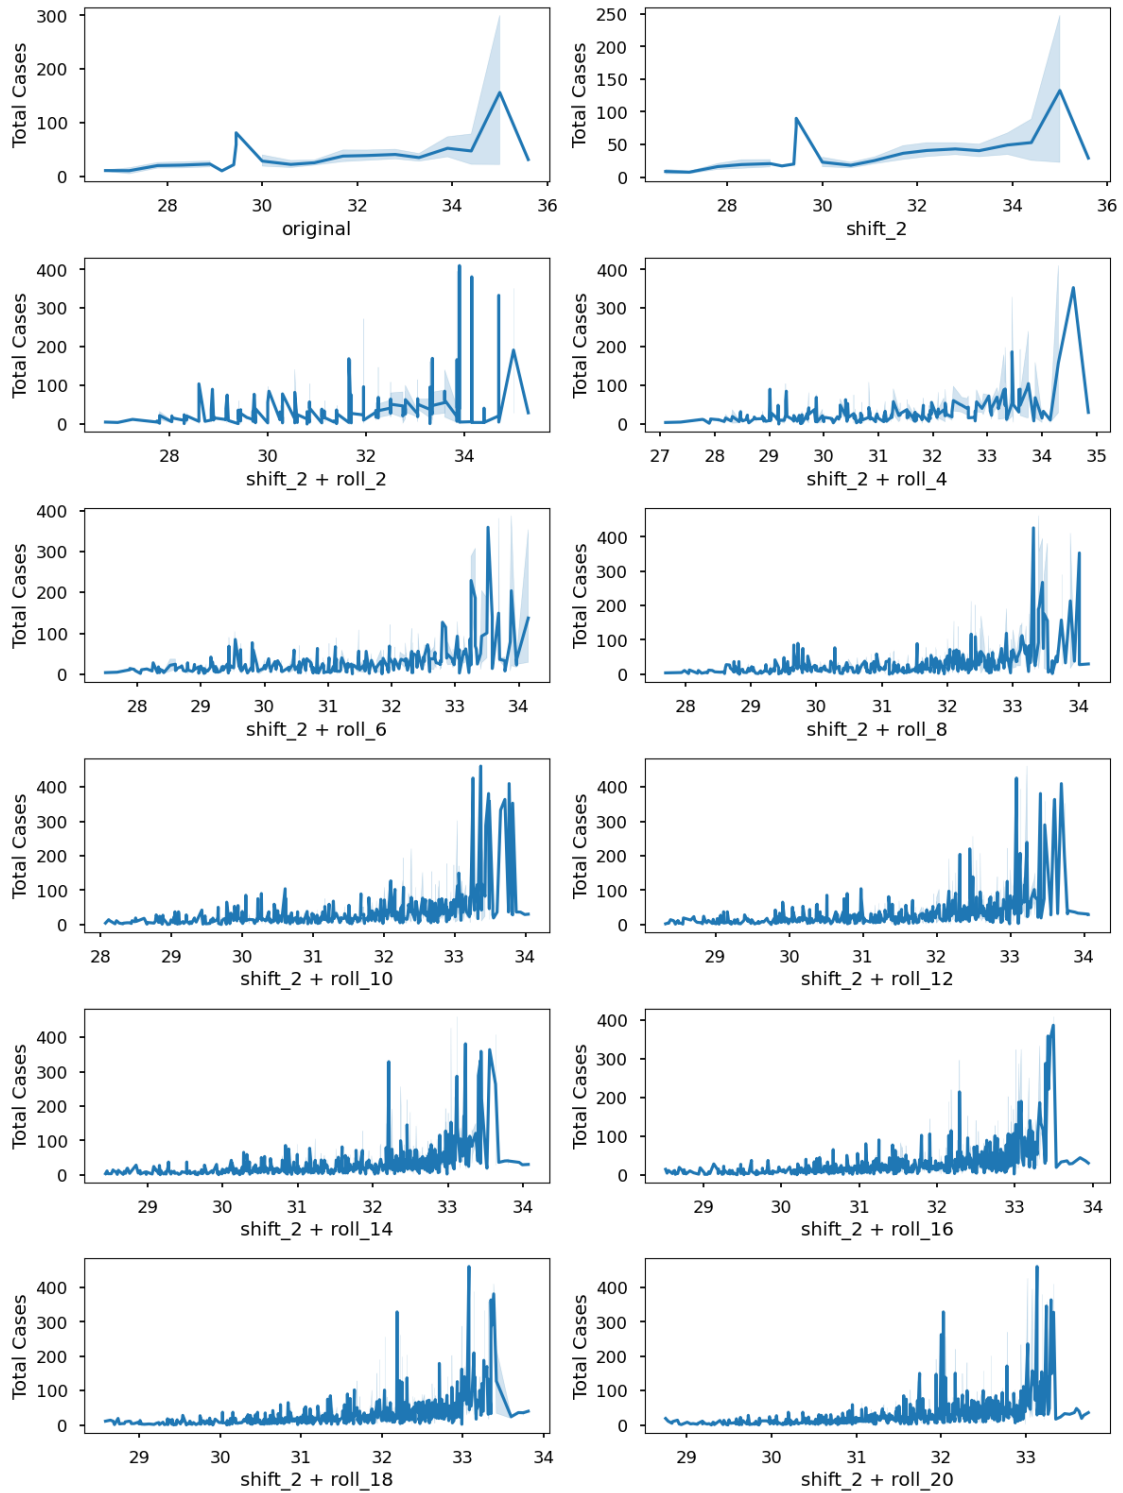 Total Cases
300
200
100
0
28 30 32 34 36
original
Total Cases
250
200
150
100
50
0
28 30 32 34 36
shift_2
Total Cases
400
300
200
100
0
28 30 32 34
shift_2 + roll_2
Total Cases
400
300
200
100
0
27 28 29 30 31 32 33 34 35
shift_2 + roll_4
Total Cases
400
300
200
100
0
28 29 30 31 32 33 34
shift_2 + roll_6
Total Cases
400
300
200
100
0
28 29 30 31 32 33 34
shift_2 + roll_8
Total Cases
400
300
200
100
0
28 29 30 31 32 33 34
shift_2 + roll_10
Total Cases
400
300
200
100
0
29 30 31 32 33 34
shift_2 + roll_12
Total Cases
400
300
200
100
0
29 30 31 32 33 34
shift_2 + roll_14
Total Cases
400
300
200
100
0
29 30 31 32 33 34
shift_2 + roll_16
Total Cases
400
300
200
100
0
29 30 31 32 33 34
shift_2 + roll_18
Total Cases
400
300
200
100
0
29 30 31 32 33
shift_2 + roll_20